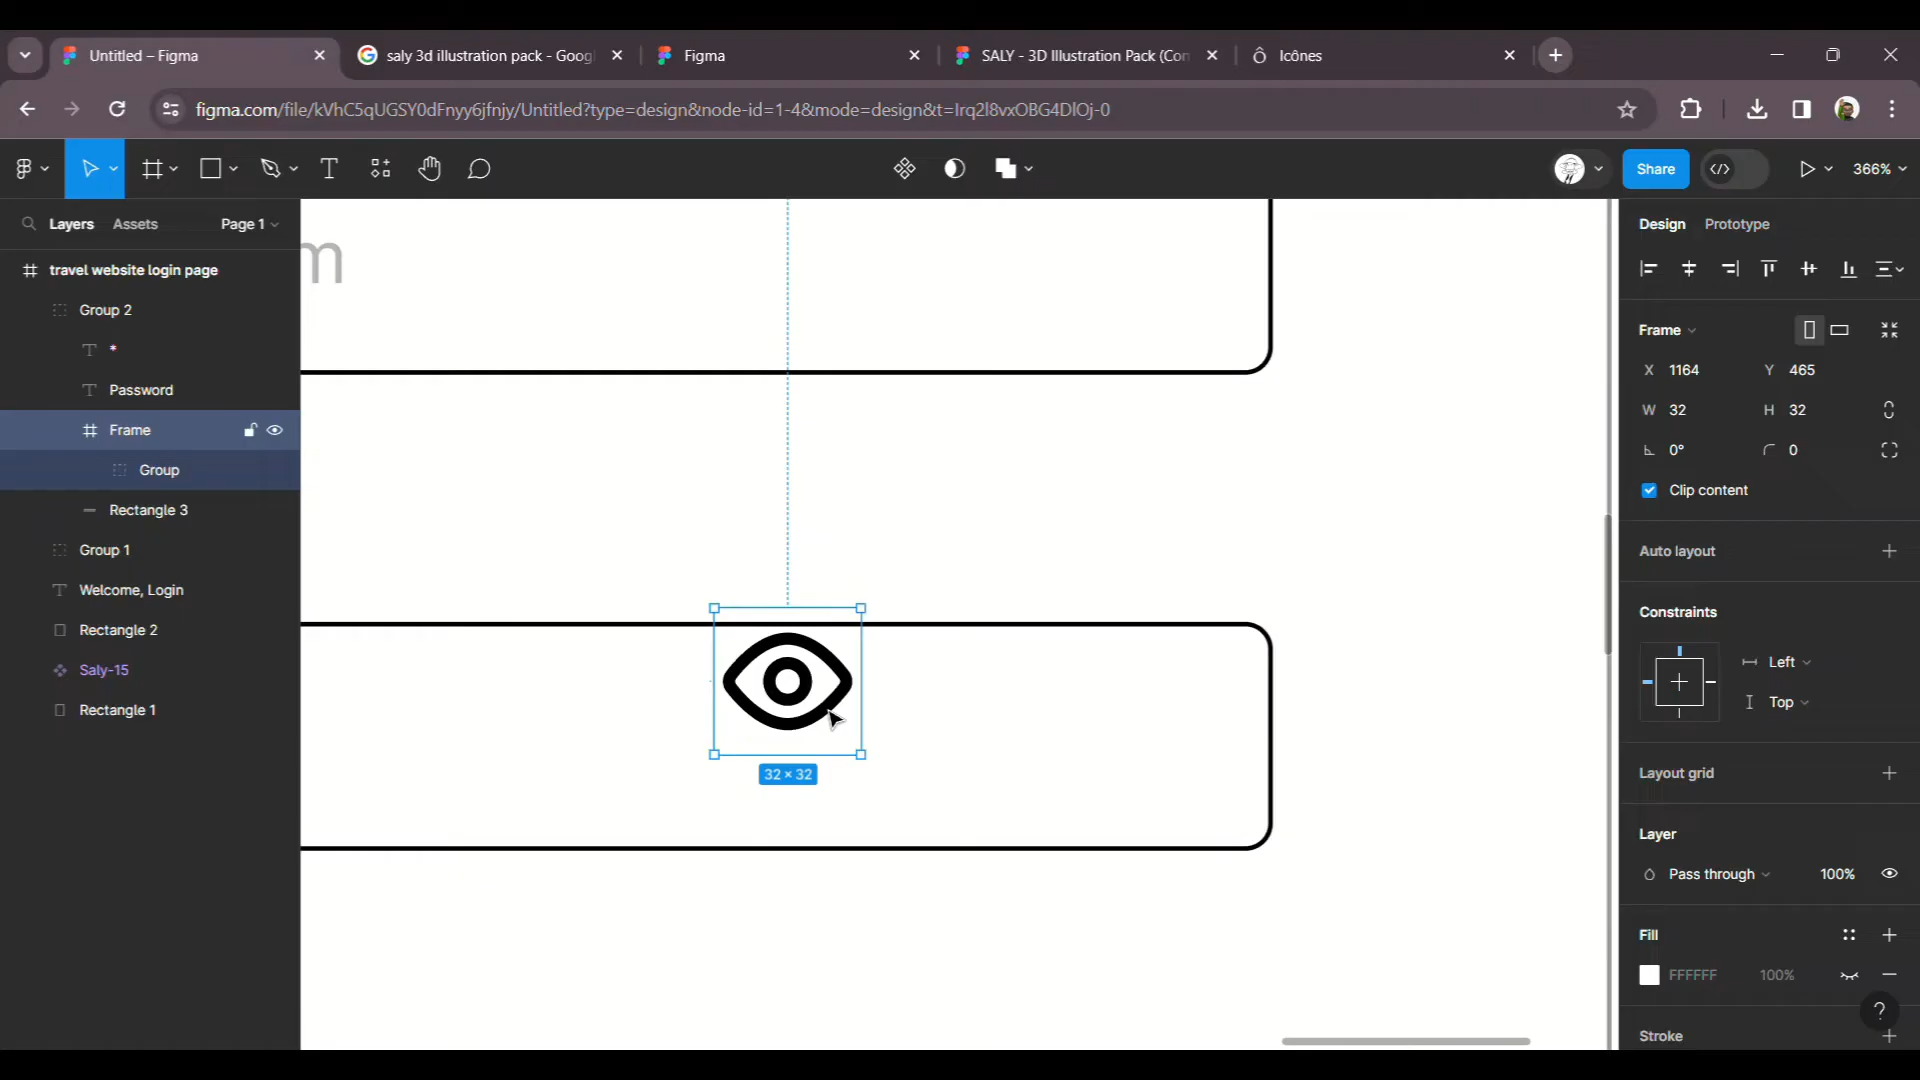 Untitled – Figma
saly 3d illustration pack - Goog
Figma
SALY - 3D Illustration Pack (Con
Icônes
figma.com/file/kVhC5qUGSY0dFnyy6jfnjy/Untitled?type=design&node-id=1-4&mode=design&t=Irq2l8vxOBG4DlOj-0
Share
366%
Layers
Assets
Page 1
travel website login page
Group 2
*
Password
Frame
Group
Rectangle 3
Group 1
Welcome, Login
Rectangle 2
Saly-15
Rectangle 1
m
32 × 32
Design
Prototype
Frame
X 1164
Y 465
W 32
H 32
0°
0
Clip content
Auto layout
Constraints
Left
Top
Layout grid
Layer
Pass through
100%
Fill
FFFFFF
100%
?
Stroke